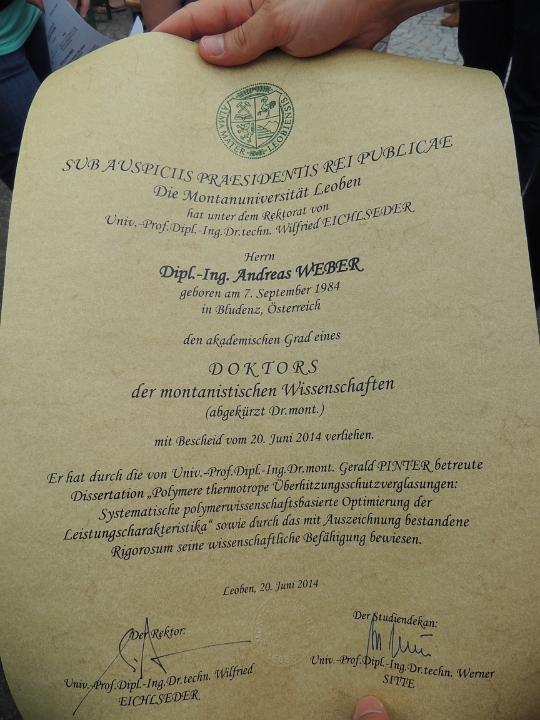 ALMA MATER LEOBIENSIS
SUB AUSPICIIS PRAESIDENTIS REI PUBLICAE
Die Montanuniversität Leoben
hat unter dem Rektorat von
Univ.-Prof.Dipl.-Ing.Dr.techn. Wilfried EICHLSEDER
Herrn
Dipl.-Ing. Andreas WEBER
geboren am 7. September 1984
in Bludenz, Österreich
den akademischen Grad eines
DOKTORS
der montanistischen Wissenschaften
(abgekürzt Dr.mont.)
mit Bescheid vom 20. Juni 2014 verliehen.
Er hat durch die von Univ.-Prof.Dipl.-Ing.Dr.mont. Gerald PINTER betreute
Dissertation „Polymere thermotrope Überhitzungsschutzverglasungen:
Systematische polymerwissenschaftsbasierte Optimierung der
Leistungscharakteristika“ sowie durch das mit Auszeichnung bestandene
Rigorosum seine wissenschaftliche Befähigung bewiesen.
Leoben, 20. Juni 2014
Der Rektor:
Univ.-Prof.Dipl.-Ing.Dr.techn. Wilfried
EICHLSEDER
Der Studiendekan:
Univ.-Prof.Dipl.-Ing.Dr.techn. Werner
SITTE